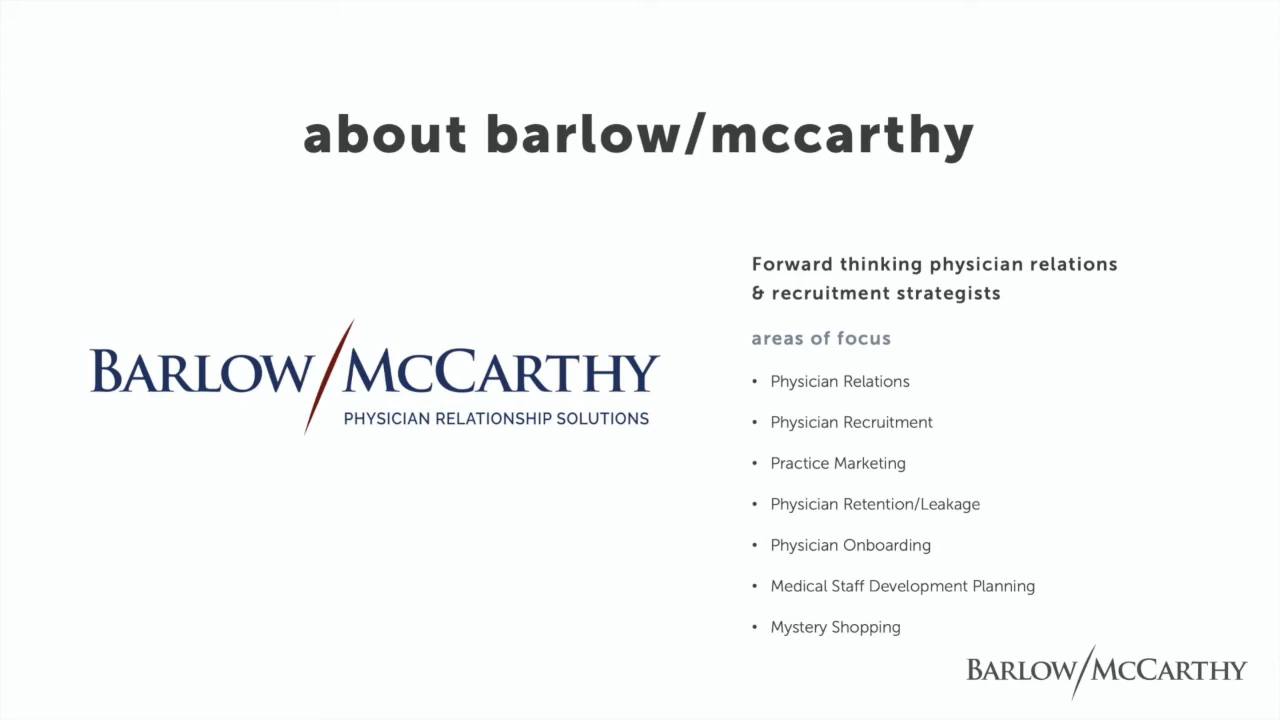 about barlow/mccarthy
BARLOW/MCCARTHY
PHYSICIAN RELATIONSHIP SOLUTIONS
Forward thinking physician relations
& recruitment strategists
areas of focus
• Physician Relations
• Physician Recruitment
• Practice Marketing
• Physician Retention/Leakage
• Physician Onboarding
• Medical Staff Development Planning
• Mystery Shopping
BARLOW/MCCARTHY